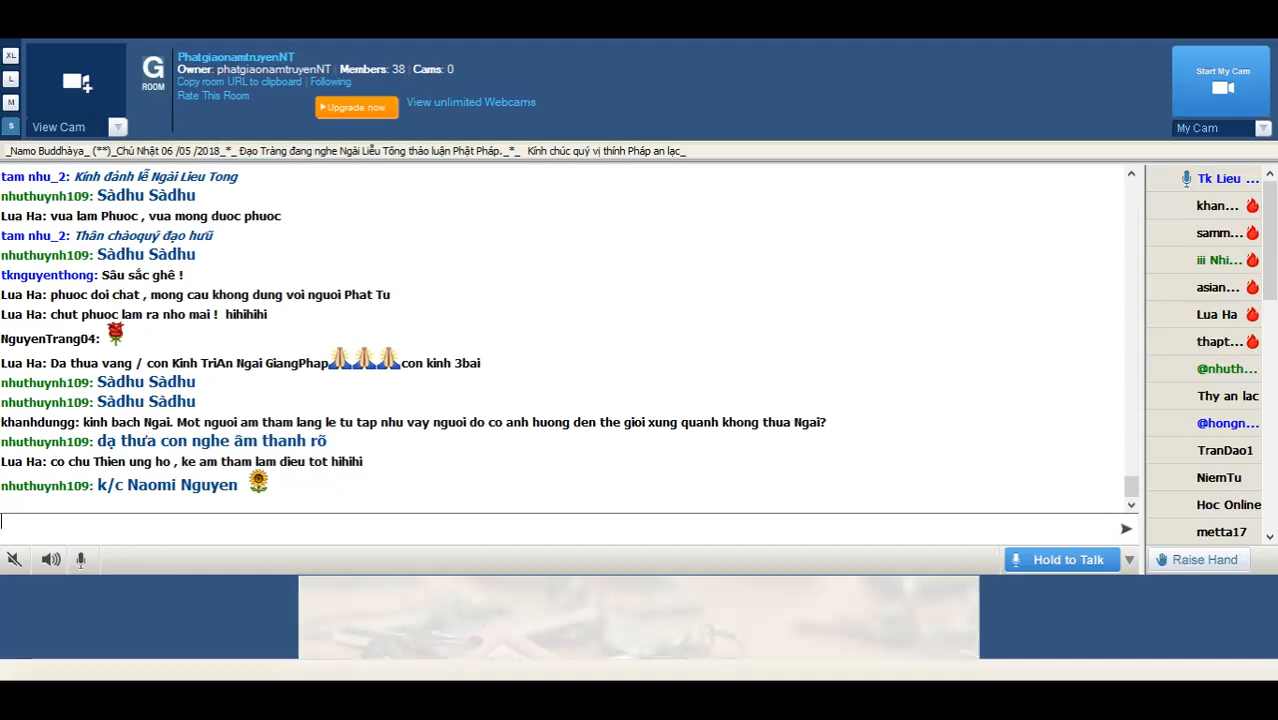 XL
L
M
S
View Cam
G
ROOM
PhatgiaonamtruyenNT
Owner: phatgiaonamtruyenNT | Members: 38 | Cams: 0
Copy room URL to clipboard | Following
Rate This Room
Upgrade now
View unlimited Webcams
Start My Cam
My Cam
_Namo Buddhàya_ (**)_Chủ Nhật 06 /05 /2018_*_ Đạo Tràng đang nghe Ngài Liễu Tông thảo luận Phật Pháp._*_ Kính chúc quý vị thính Pháp an lạc_
tam nhu_2: Kính đảnh lễ Ngài Lieu Tong
nhuthuynh109: Sàdhu Sàdhu
Lua Ha: vua lam Phuoc , vua mong duoc phuoc
tam nhu_2: Thân chàoquý đạo hưũ
nhuthuynh109: Sàdhu Sàdhu
tknguyenthong: Sâu sắc ghê !
Lua Ha: phuoc doi chat , mong cau khong dung voi nguoi Phat Tu
Lua Ha: chut phuoc lam ra nho mai ! hihihihi
NguyenTrang04:
Lua Ha: Da thua vang / con Kinh TriAn Ngai GiangPhap con kinh 3bai
nhuthuynh109: Sàdhu Sàdhu
nhuthuynh109: Sàdhu Sàdhu
khanhdungg: kinh bach Ngai. Mot nguoi am tham lang le tu tap nhu vay nguoi do co anh huong den the gioi xung quanh khong thua Ngai?
nhuthuynh109: dạ thưa con nghe âm thanh rõ
Lua Ha: co chu Thien ung ho , ke am tham lam dieu tot hihihi
nhuthuynh109: k/c Naomi Nguyen
Tk Lieu ...
khan...
samm...
iii Nhi...
asian...
Lua Ha
thapt...
@nhuth...
Thy an lac
@hongn...
TranDao1
NiemTu
Hoc Online
metta17
Hold to Talk
Raise Hand